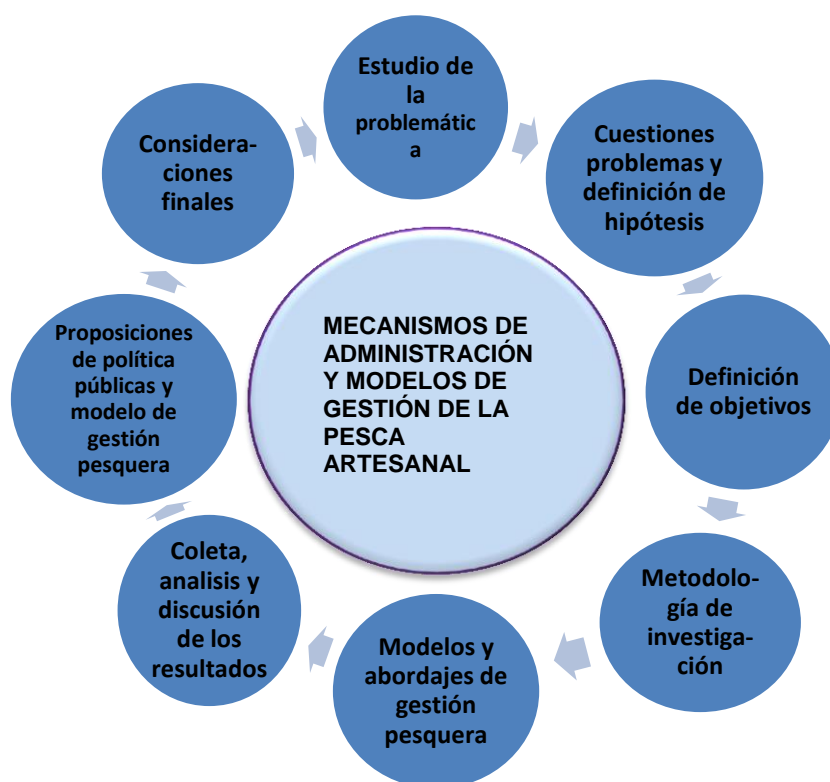 Estudio de
la
problemátic
a
Cuestiones
problemas y
definición de
hipótesis
Definición
de objetivos
Metodolo-
gía de
investiga-
ción
Modelos y
abordajes de
gestión
pesquera
Coleta,
analisis y
discusión
de los
resultados
Proposiciones
de política
públicas y
modelo de
gestión
pesquera
Considera-
ciones
finales
MECANISMOS DE
ADMINISTRACIÓN
Y MODELOS DE
GESTIÓN DE LA
PESCA
ARTESANAL